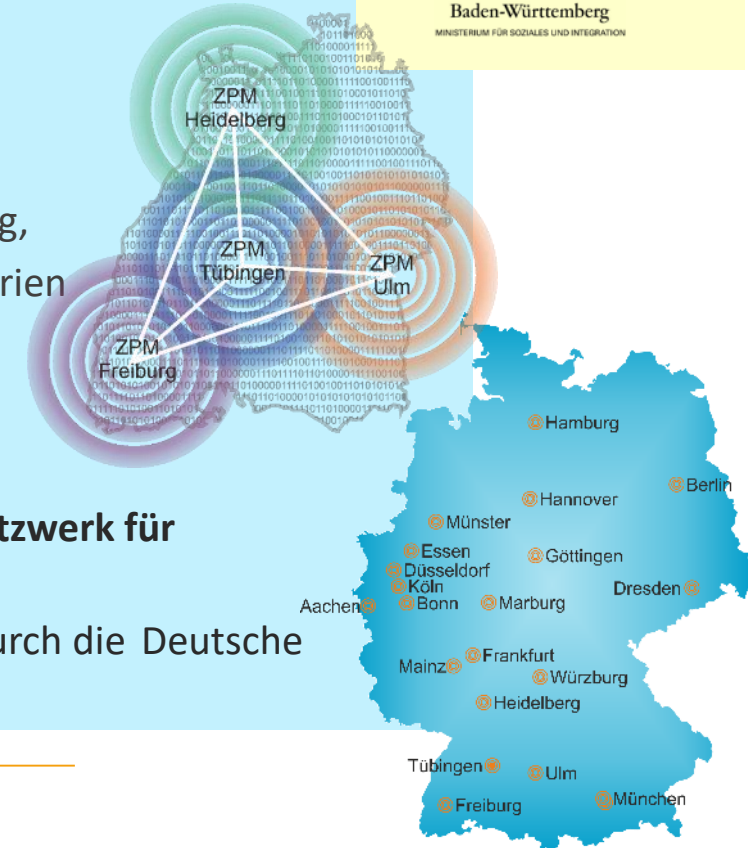 Baden-Württemberg
MINISTERIUM FÜR SOZIALES UND INTEGRATION
ZPM
Heidelberg
ZPM
Tübingen
ZPM
Ulm
ZPM
Freiburg
g,
rien
tzwerk für
urch die Deutsche
Hamburg
Berlin
Hannover
Münster
Essen
Göttingen
Düsseldorf
Köln
Dresden
Aachen
Bonn
Marburg
Frankfurt
Mainz
Würzburg
Heidelberg
Tübingen
Ulm
München
Freiburg